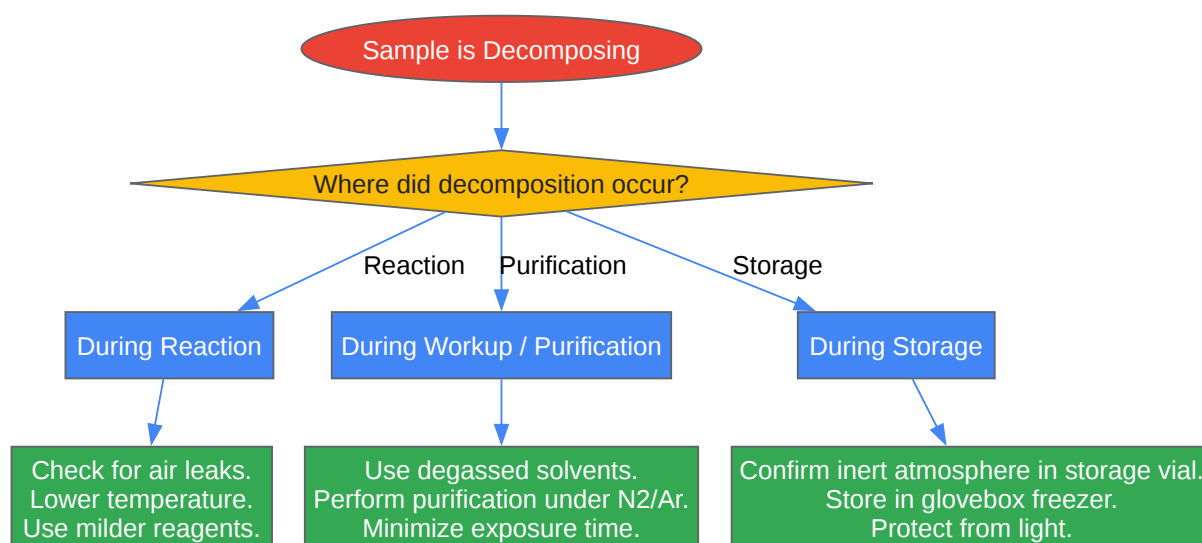 Sample is Decomposing
Where did decomposition occur?
Reaction
Purification
Storage
During Reaction
During Workup / Purification
During Storage
Check for air leaks.
Lower temperature.
Use milder reagents.
Use degassed solvents.
Perform purification under N2/Ar.
Minimize exposure time.
Confirm inert atmosphere in storage vial.
Store in glovebox freezer.
Protect from light.